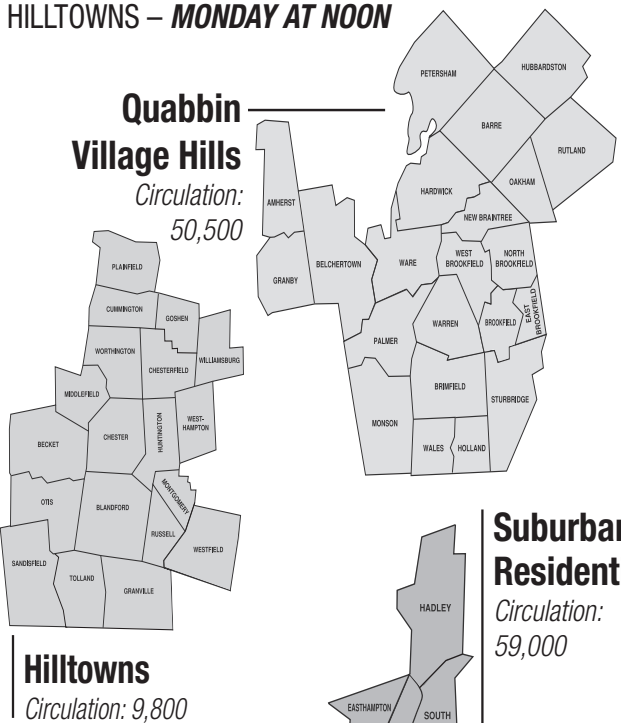 HILLTOWNS – MONDAY AT NOON
Quabbin
Village Hills
Circulation:
50,500
PETERSHAM
HUBBARDSTON
BARRE
RUTLAND
HARDWICK
OAKHAM
NEW BRAINTREE
AMHERST
BELCHERTOWN
WARE
WEST
BROOKFIELD
NORTH
BROOKFIELD
GRANBY
PALMER
WARREN
BROOKFIELD
EAST
BROOKFIELD
BRIMFIELD
STURBRIDGE
MONSON
WALES
HOLLAND
PLAINFIELD
CUMMINGTON
GOSHEN
WORTHINGTON
CHESTERFIELD
WILLIAMSBURG
MIDDLEFIELD
BECKET
CHESTER
HUNTINGTON
WEST-
HAMPTON
OTIS
BLANDFORD
MONTGOMERY
RUSSELL
WESTFIELD
SANDISFIELD
TOLLAND
GRANVILLE
Hilltowns
Circulation: 9,800
Suburban
Resident
Circulation:
59,000
HADLEY
EASTHAMPTON
SOUTH